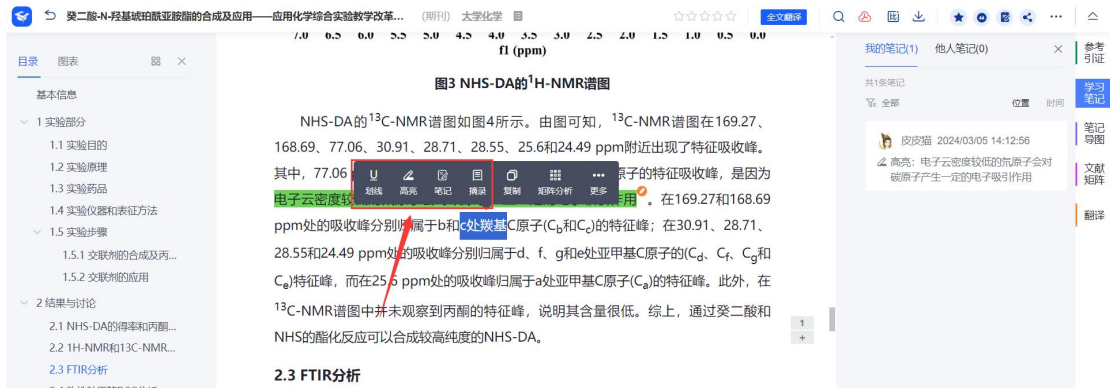 癸二酸-N-羟基琥珀酰亚胺酯的合成及应用——应用化学综合实验教学改革... (期刊) 大学化学
全文翻译
目录 图表
基本信息
1 实验部分
1.1 实验目的
1.2 实验原理
1.3 实验药品
1.4 实验仪器和表征方法
1.5 实验步骤
1.5.1 交联剂的合成及丙...
1.5.2 交联剂的应用
2 结果与讨论
2.1 NHS-DA的得率和丙酮...
2.2 1H-NMR和13C-NMR...
2.3 FTIR分析
7.0 6.5 6.0 5.5 5.0 4.5 4.0 3.5 3.0 2.5 2.0 1.5 1.0 0.5 0.0
f1 (ppm)
图3 NHS-DA的¹H-NMR谱图
NHS-DA的¹³C-NMR谱图如图4所示。由图可知，¹³C-NMR谱图在169.27、
168.69、77.06、30.91、28.71、28.55、25.6和24.49 ppm附近出现了特征吸收峰。
其中，77.06 原子的特征吸收峰，是因为
划线 高亮 笔记 摘录 复制 矩阵分析 更多
电子云密度较 作用。在169.27和168.69
ppm处的吸收峰分别归属于b和c处羰基C原子(Cb和Cc)的特征峰；在30.91、28.71、
28.55和24.49 ppm处的吸收峰分别归属于d、f、g和e处亚甲基C原子的(Cd、Cf、Cg和
Ce)特征峰，而在25.6 ppm处的吸收峰归属于a处亚甲基C原子(Ca)的特征峰。此外，在
¹³C-NMR谱图中并未观察到丙酮的特征峰，说明其含量很低。综上，通过癸二酸和
NHS的酯化反应可以合成较高纯度的NHS-DA。
2.3 FTIR分析
1
+
我的笔记(1) 他人笔记(0)
共1条笔记
全部 位置 时间
皮皮猫 2024/03/05 14:12:56
高亮：电子云密度较低的氘原子会对
碳原子产生一定的电子吸引作用
参考
引证
学习
笔记
笔记
导图
文献
矩阵
翻译